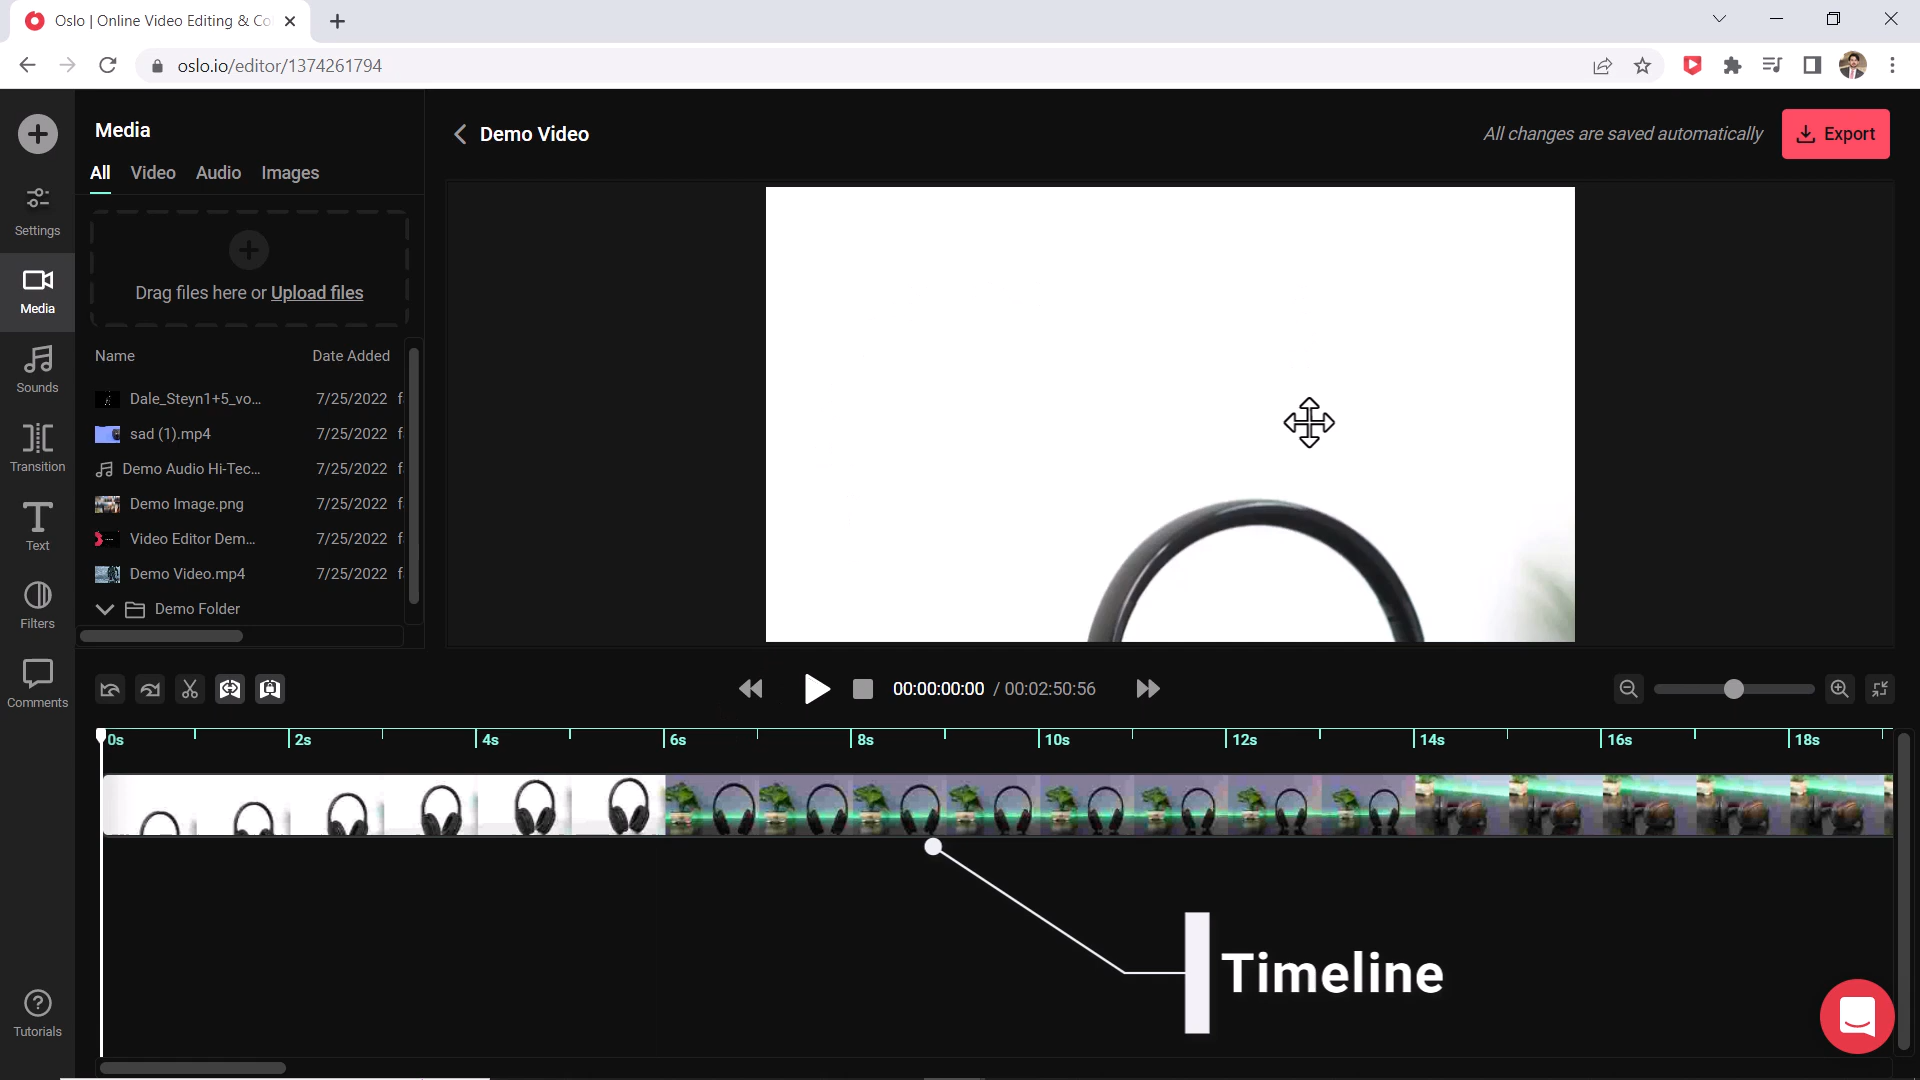 Oslo | Online Video Editing & Co
oslo.io/editor/1374261794
Media
Demo Video
All changes are saved automatically
Export
All Video Audio Images
Settings
Drag files here or Upload files
Media
Name Date Added
Sounds
Dale_Steyn1+5_vo... 7/25/2022
sad (1).mp4 7/25/2022
Demo Audio Hi-Tec... 7/25/2022
Transition
Demo Image.png 7/25/2022
Text
Video Editor Dem... 7/25/2022
Demo Video.mp4 7/25/2022
Demo Folder
Filters
Comments
00:00:00:00 / 00:02:50:56
0s 2s 4s 6s 8s 10s 12s 14s 16s 18s
Timeline
Tutorials